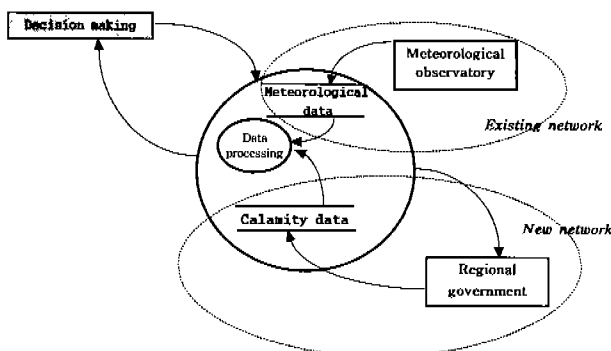 Decision making
Meteorological
observatory
Meteorological
data
Existing network
Data
processing
Calamity data
New network
Regional
government